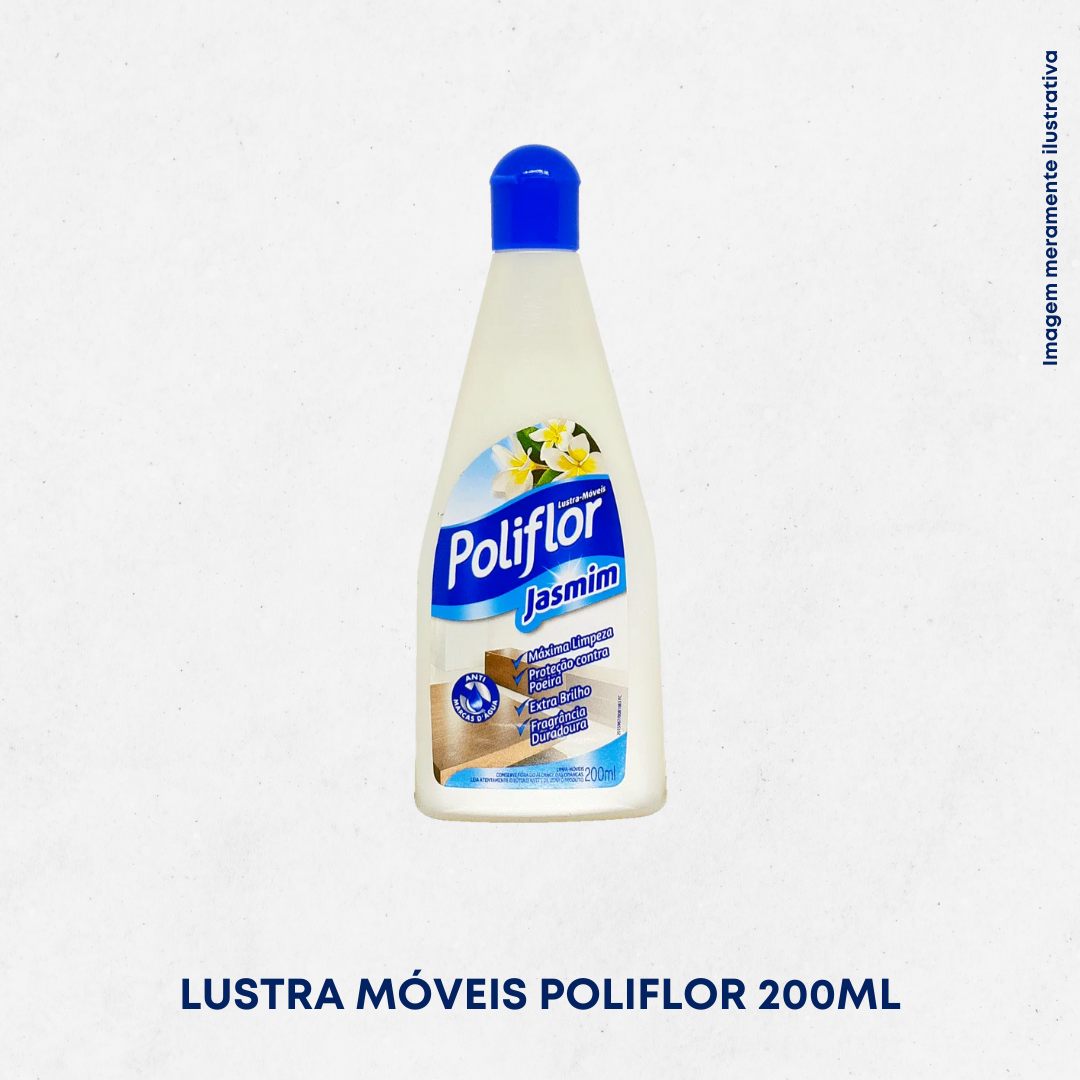 Imagem meramente ilustrativa
Lustra-Móveis
Poliflor
Jasmim
Máxima Limpeza
Proteção contra
Poeira
Extra Brilho
Fragrância
Duradoura
ANTI
MARCAS D'ÁGUA
200ml
LUSTRA MÓVEIS POLIFLOR 200ML